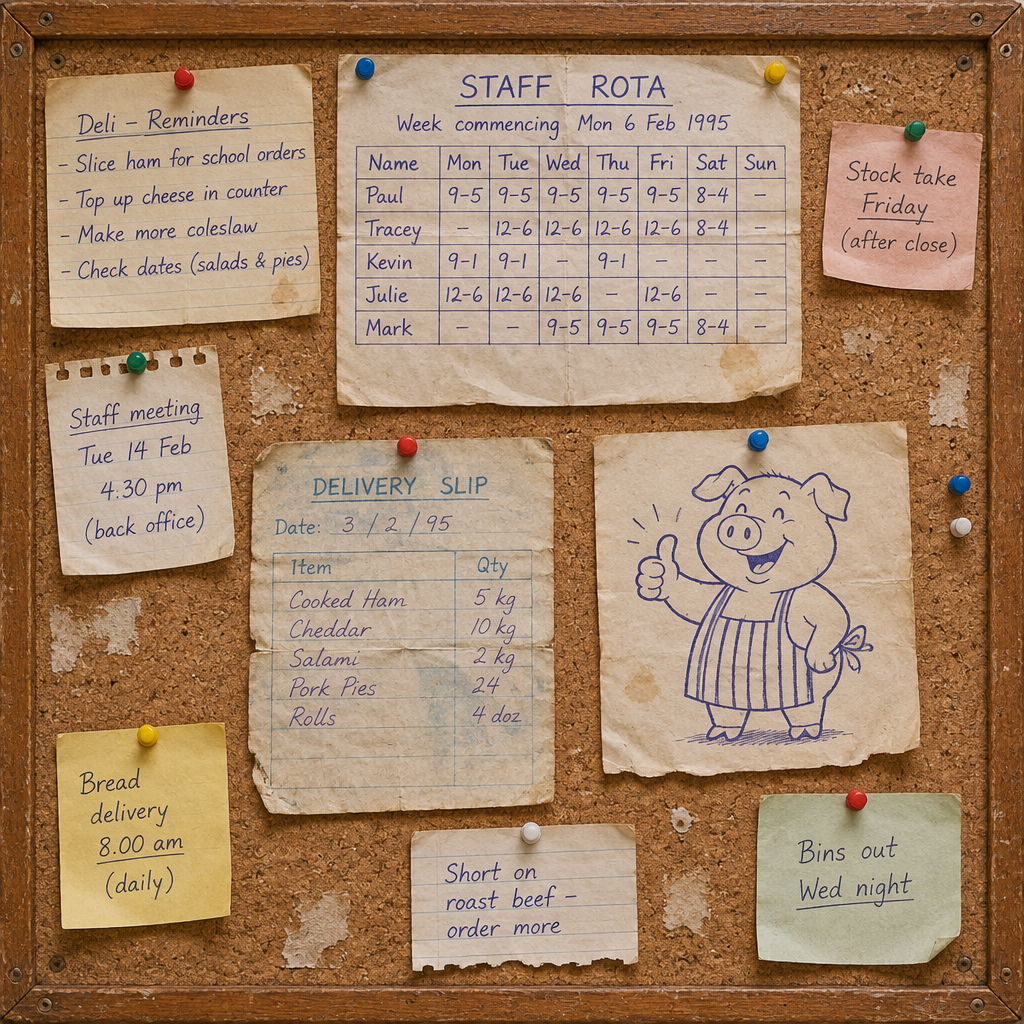 Deli – Reminders
- Slice ham for school orders
- Top up cheese in counter
- Make more coleslaw
- Check dates (salads & pies)
STAFF ROTA
Week commencing Mon 6 Feb 1995
Name Mon Tue Wed Thu Fri Sat Sun
Paul 9-5 9-5 9-5 9-5 9-5 8-4 –
Tracey – 12-6 12-6 12-6 12-6 8-4 –
Kevin 9-1 9-1 – 9-1 – – –
Julie 12-6 12-6 12-6 – 12-6 – –
Mark – – 9-5 9-5 9-5 8-4 –
Stock take
Friday
(after close)
Staff meeting
Tue 14 Feb
4:30 pm
(back office)
DELIVERY SLIP
Date: 3 / 2 / 95
Item Qty
Cooked Ham 5 kg
Cheddar 10 kg
Salami 2 kg
Pork Pies 24
Rolls 4 doz
Bread
delivery
8.00 am
(daily)
Short on
roast beef –
order more
Bins out
Wed night